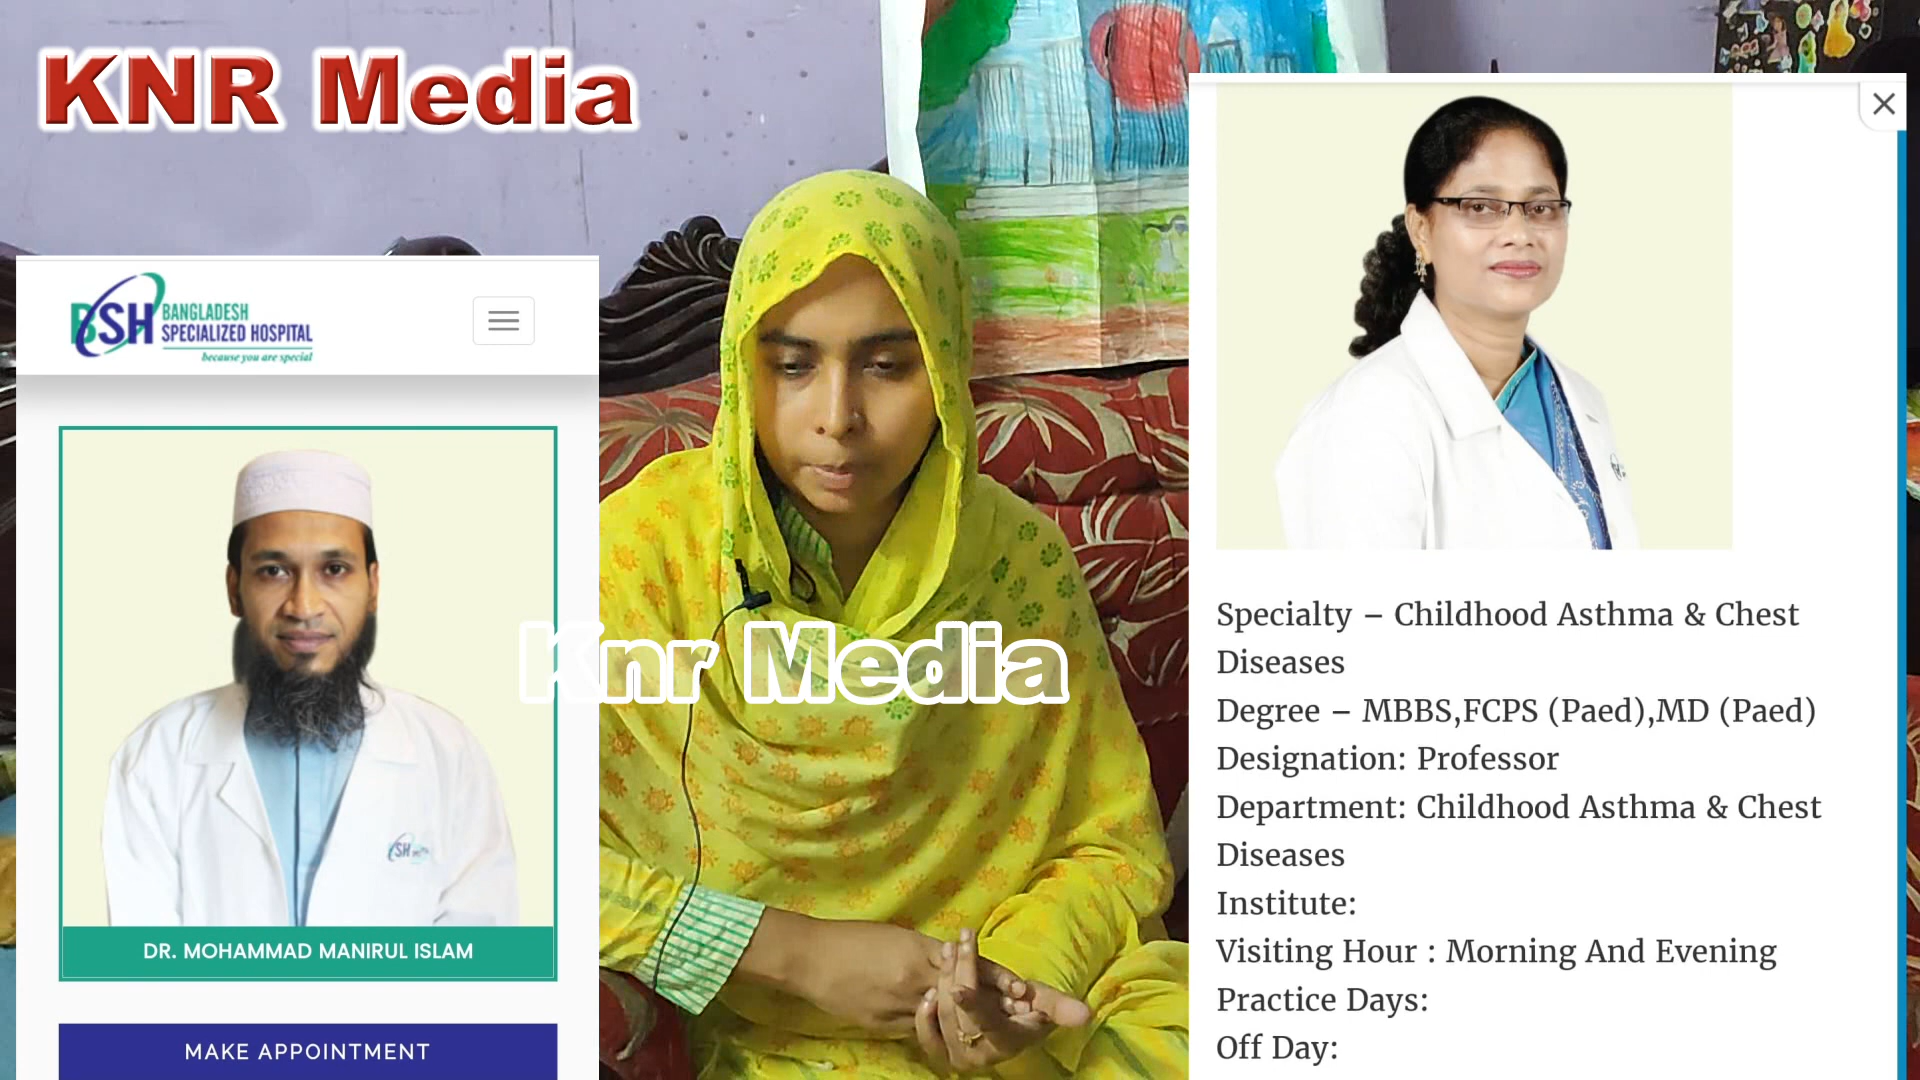 KNR Media
BSH BANGLADESH
SPECIALIZED HOSPITAL
because you are special
SH
DR. MOHAMMAD MANIRUL ISLAM
MAKE APPOINTMENT
Knr Media
Specialty – Childhood Asthma & Chest
Diseases
Degree – MBBS,FCPS (Paed),MD (Paed)
Designation: Professor
Department: Childhood Asthma & Chest
Diseases
Institute:
Visiting Hour : Morning And Evening
Practice Days:
Off Day: